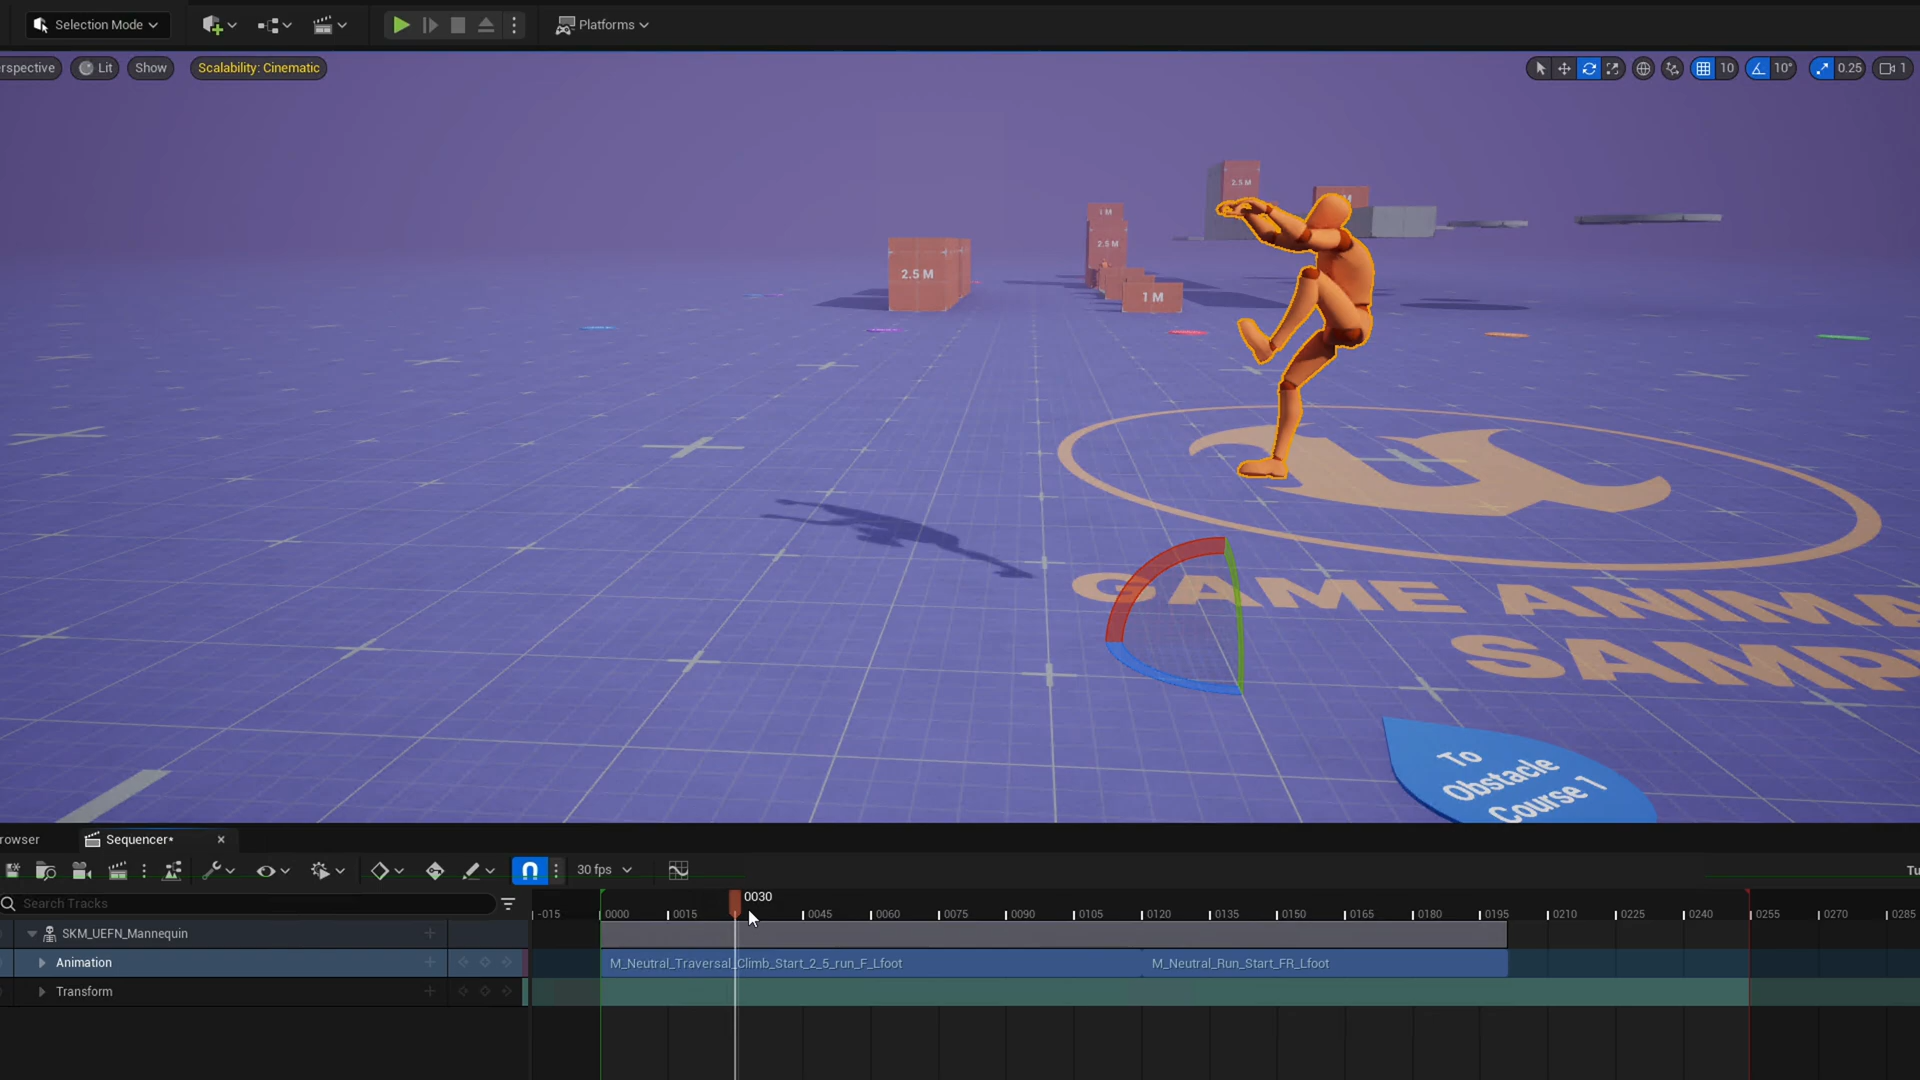 Selection Mode
Platforms
rspective
Lit
Show
Scalability: Cinematic
10
10°
0.25
1
2.5 M
M
1 M
2.5 M
2.5 M
1 M
GAME ANIMA
SAMP
To
Obstacle
Course 1
rowser
Sequencer*
30 fps
Tu
Search Tracks
0030
-015
0000
0015
0045
0060
0075
0090
0105
0120
0135
0150
0165
0180
0195
0210
0225
0240
0255
0270
0285
SKM_UEFN_Mannequin
Animation
M_Neutral_Traversal_Climb_Start_2_5_run_F_Lfoot
M_Neutral_Run_Start_FR_Lfoot
Transform